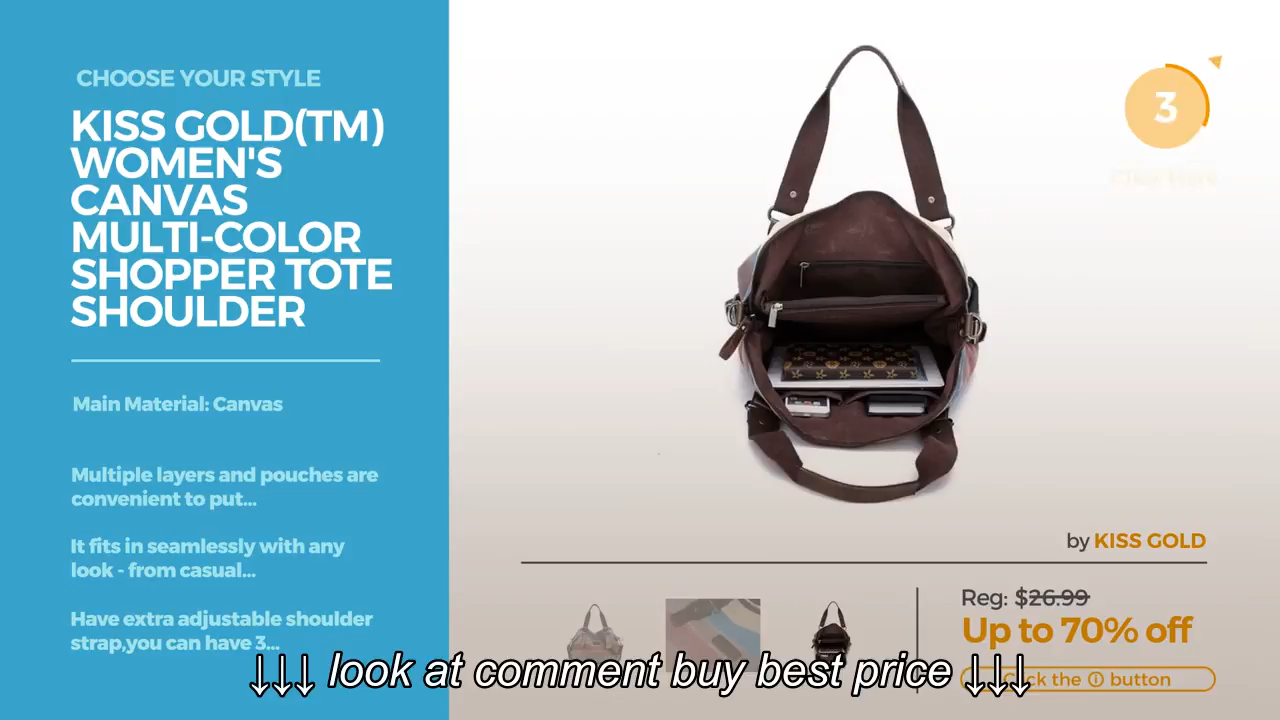 CHOOSE YOUR STYLE
KISS GOLD(TM)
WOMEN'S
CANVAS
MULTI-COLOR
SHOPPER TOTE
SHOULDER
Main Material: Canvas
Multiple layers and pouches are
convenient to put...
It fits in seamlessly with any
look - from casual...
Have extra adjustable shoulder
strap,you can have 3...
3
by KISS GOLD
Reg: $26.99
Up to 70% off
the ⓘ button
↓↓↓ look at comment buy best price ↓↓↓